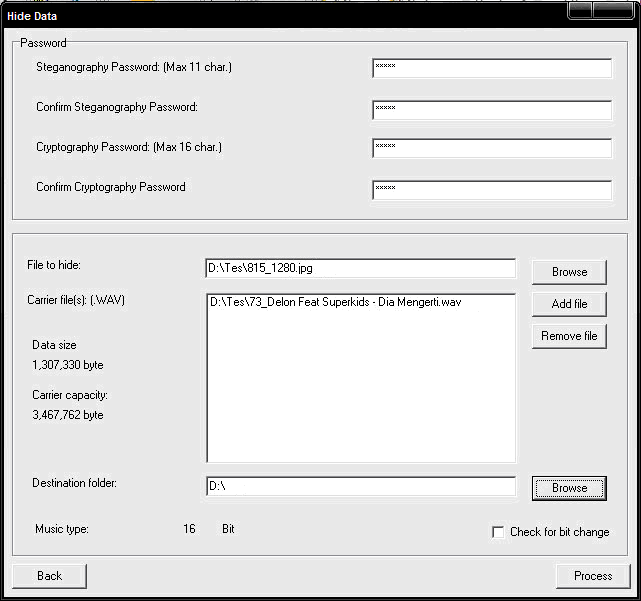 Hide Data
Password
Steganography Password: (Max 11 char.)
*****
Confirm Steganography Password:
*****
Cryptography Password: (Max 16 char.)
*****
Confirm Cryptography Password
*****
File to hide:
D:\Tes\815_1280.jpg
Browse
Carrier file(s): (.WAV)
D:\Tes\73_Delon Feat Superkids - Dia Mengerti.wav
Add file
Remove file
Data size
1,307,330 byte
Carrier capacity:
3,467,762 byte
Destination folder:
D:\
Browse
Music type:
16
Bit
Check for bit change
Back
Process